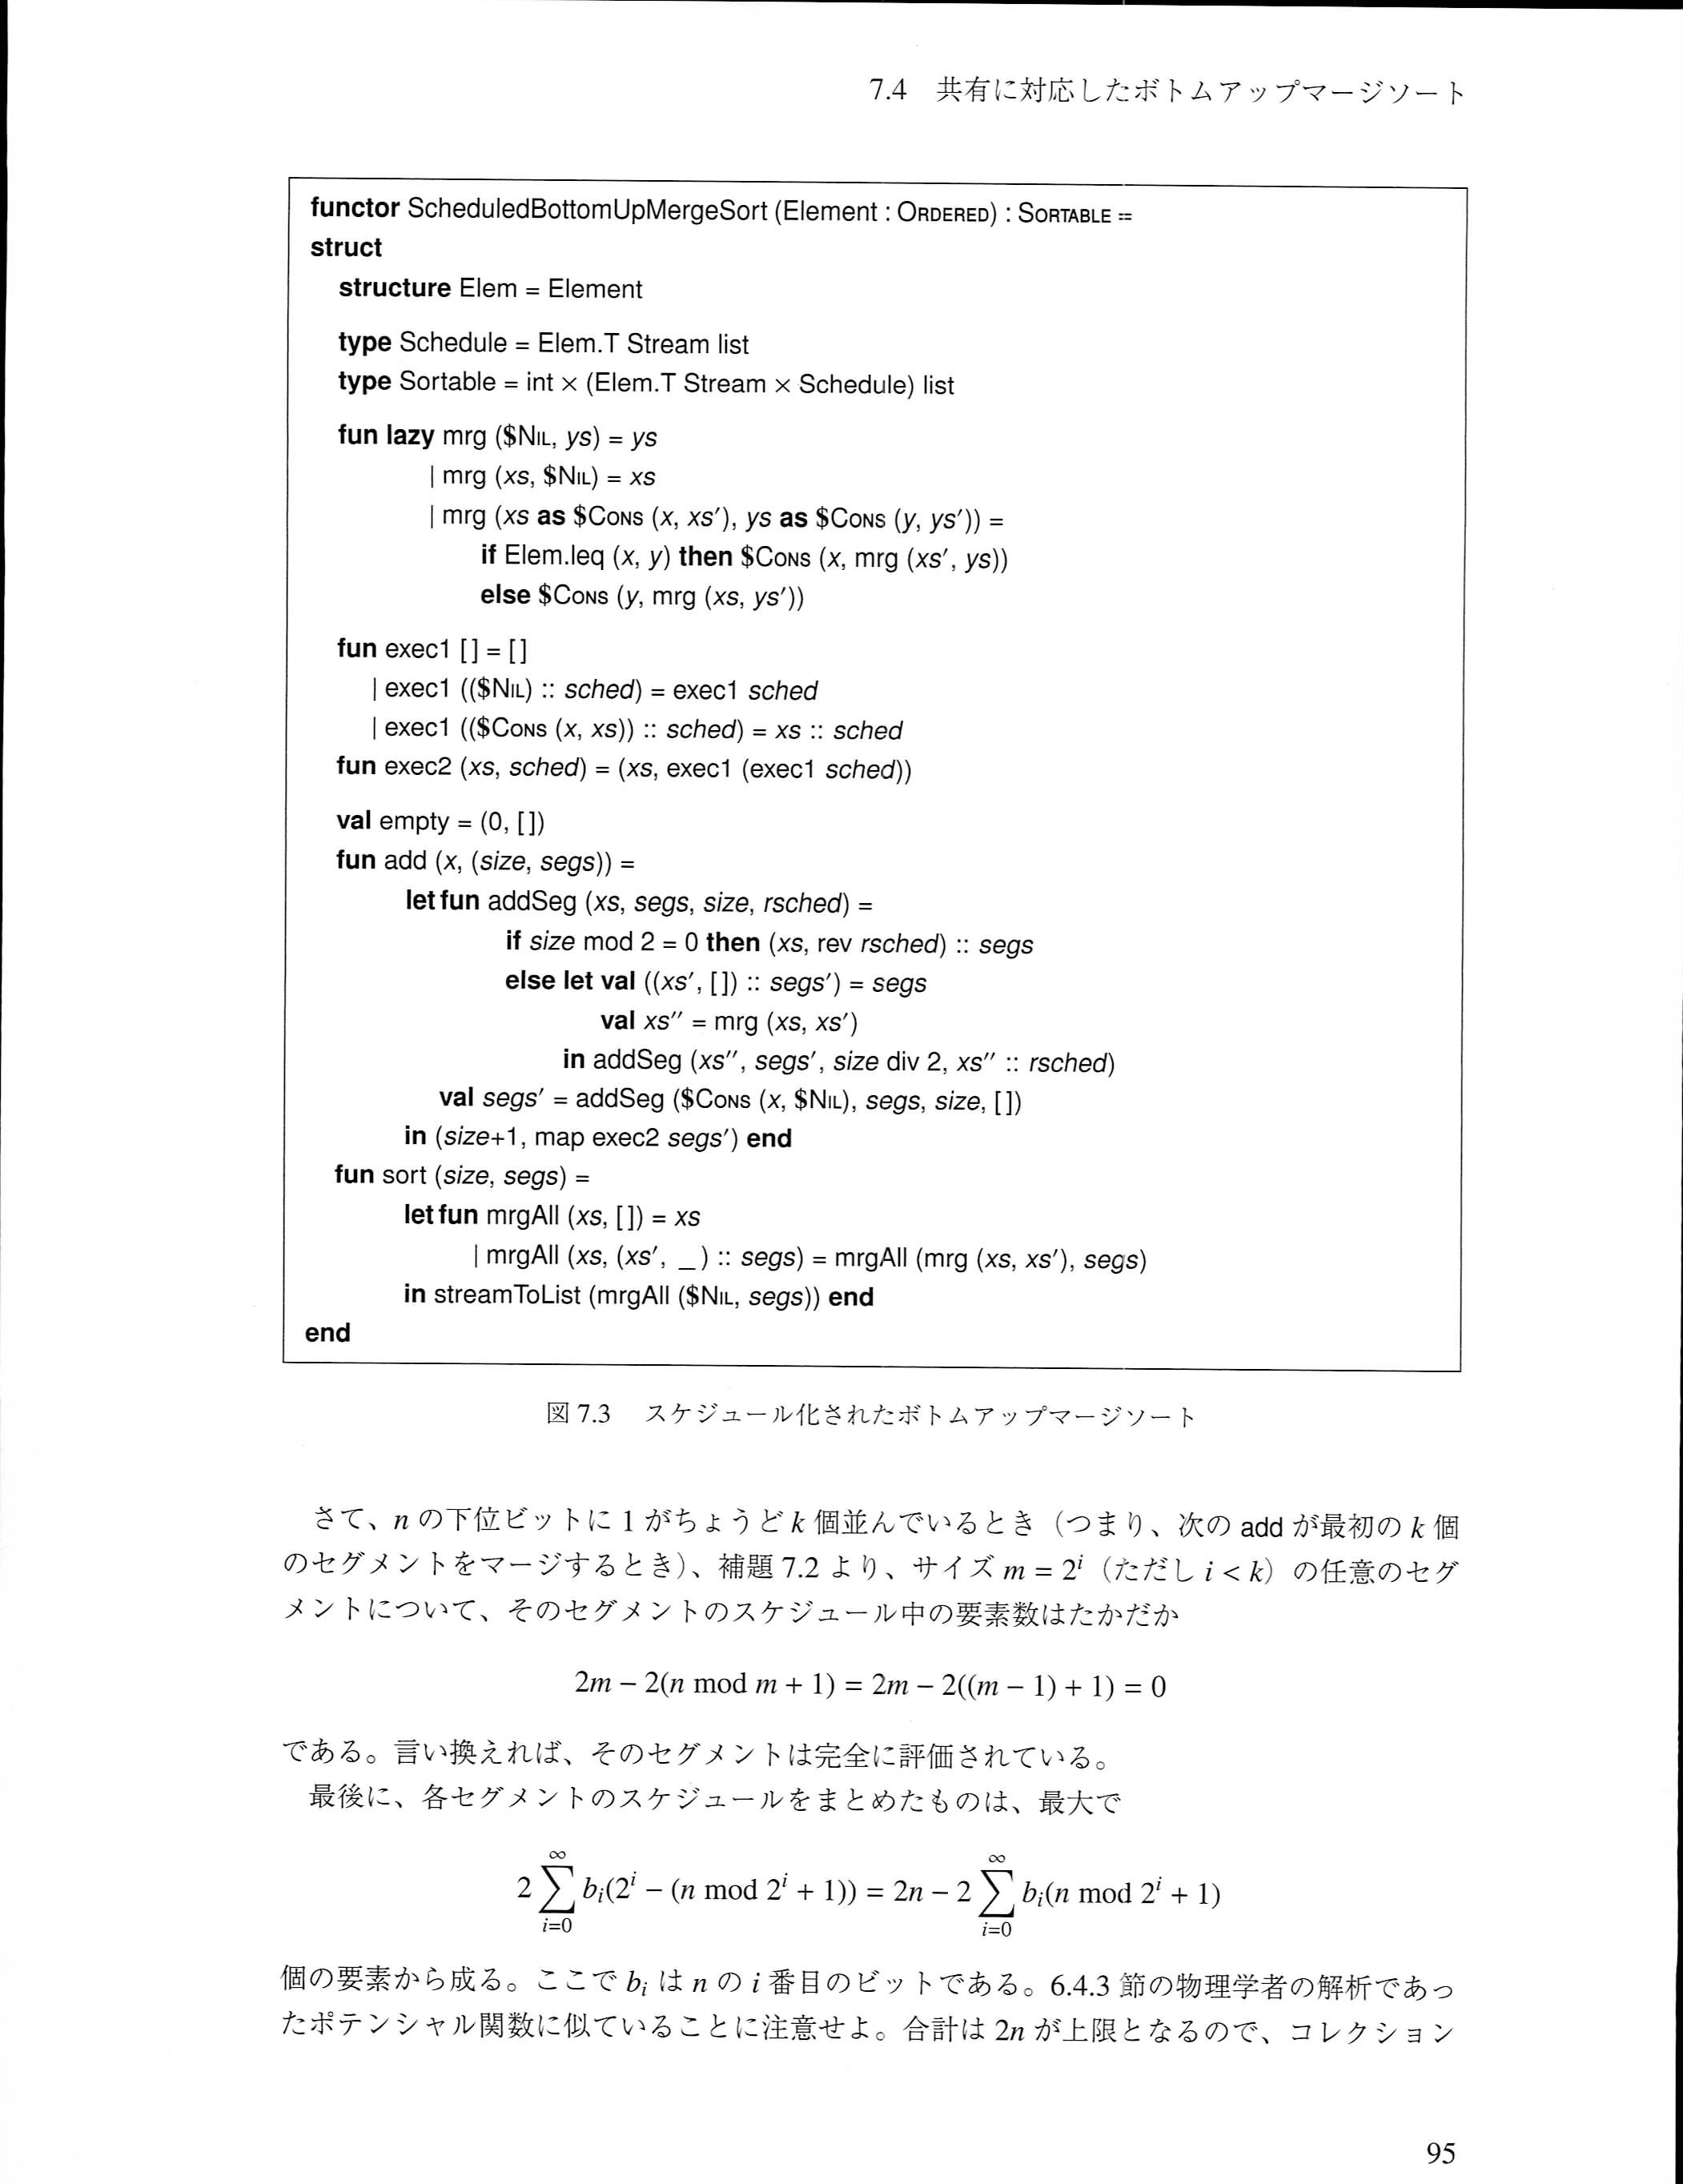 7.4 共有に対応したボトムアップマージソート
functor ScheduledBottomUpMergeSort (Element : ORDERED) : SORTABLE =
struct
structure Elem = Element
type Schedule = Elem.T Stream list
type Sortable = int × (Elem.T Stream × Schedule) list
fun lazy mrg ($NIL, ys) = ys
| mrg (xs, $NIL) = xs
| mrg (xs as $CONS (x, xs′), ys as $CONS (y, ys′)) =
if Elem.leq (x, y) then $CONS (x, mrg (xs′, ys))
else $CONS (y, mrg (xs, ys′))
fun exec1 [] = []
| exec1 (($NIL) :: sched) = exec1 sched
| exec1 (($CONS (x, xs)) :: sched) = xs :: sched
fun exec2 (xs, sched) = (xs, exec1 (exec1 sched))
val empty = (0, [])
fun add (x, (size, segs)) =
let fun addSeg (xs, segs, size, rsched) =
if size mod 2 = 0 then (xs, rev rsched) :: segs
else let val ((xs′, []) :: segs′) = segs
val xs″ = mrg (xs, xs′)
in addSeg (xs″, segs′, size div 2, xs″ :: rsched)
val segs′ = addSeg ($CONS (x, $NIL), segs, size, [])
in (size+1, map exec2 segs′) end
fun sort (size, segs) =
let fun mrgAll (xs, []) = xs
| mrgAll (xs, (xs′, _) :: segs) = mrgAll (mrg (xs, xs′), segs)
in streamToList (mrgAll ($NIL, segs)) end
end
図 7.3 スケジュール化されたボトムアップマージソート
さて、n の下位ビットに 1 がちょうど k 個並んでいるとき（つまり、次の add が最初の k 個
のセグメントをマージするとき）、補題 7.2 より、サイズ m = 2^i（ただし i < k）の任意のセグ
メントについて、そのセグメントのスケジュール中の要素数はたかだか
2m − 2(n mod m + 1) = 2m − 2((m − 1) + 1) = 0
である。言い換えれば、そのセグメントは完全に評価されている。
最後に、各セグメントのスケジュールをまとめたものは、最大で
2 ∑_{i=0}^{∞} b_i(2^i − (n mod 2^i + 1)) = 2n − 2 ∑_{i=0}^{∞} b_i(n mod 2^i + 1)
個の要素から成る。ここで b_i は n の i 番目のビットである。6.4.3 節の物理学者の解析であっ
たポテンシャル関数に似ていることに注意せよ。合計は 2n が上限となるので、コレクション
95